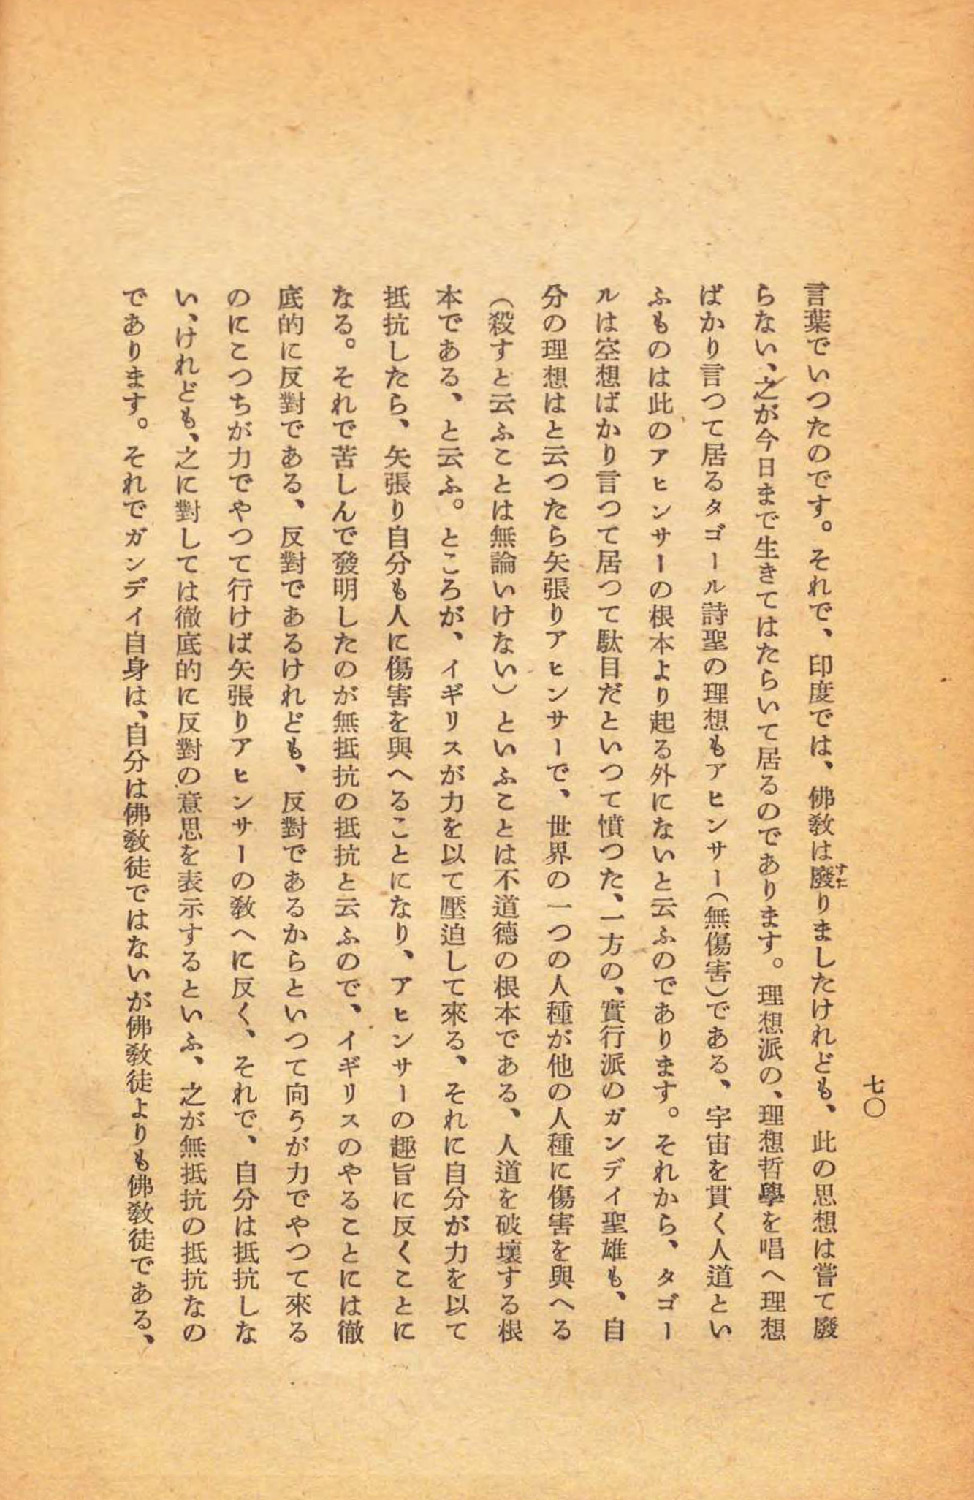 七〇
言葉でいつたのです。それで、印度では、佛敎は廢りましたけれども、此の思想は嘗て廢
すた
らない、之が今日まで生きてはたらいて居るのであります。理想派の、理想哲學を唱へ理想
ばかり言つて居るタゴール詩聖の理想もアヒンサー(無傷害)である、宇宙を貫く人道とい
ふものは此のアヒンサーの根本より起る外にないと云ふのであります。それから、タゴー
ルは空想ばかり言つて居つて駄目だといつて憤つた、一方の、實行派のガンデイ聖雄も、自
分の理想はと云つたら矢張りアヒンサーで、世界の一つの人種が他の人種に傷害を與へる
(殺すと云ふことは無論いけない)といふことは不道德の根本である、人道を破壞する根
本である、と云ふ。ところが、イギリスが力を以て壓迫して來る、それに自分が力を以て
抵抗したら、矢張り自分も人に傷害を與へることになり、アヒンサーの趣旨に反くことに
なる。それで苦しんで發明したのが無抵抗の抵抗と云ふので、イギリスのやることには徹
底的に反對である、反對であるけれども、反對であるからといつて向うが力でやつて來る
のにこつちが力でやつて行けば矢張りアヒンサーの敎へに反く、それで、自分は抵抗しな
い、けれども、之に對しては徹底的に反對の意思を表示するといふ、之が無抵抗の抵抗なの
であります。それでガンデイ自身は、自分は佛敎徒ではないが佛敎徒よりも佛敎徒である、